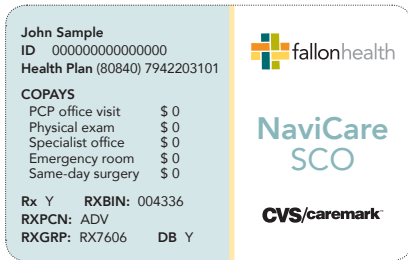 John Sample
ID 000000000000000
Health Plan (80840) 7942203101
COPAYS
PCP office visit $ 0
Physical exam $ 0
Specialist office $ 0
Emergency room $ 0
Same-day surgery $ 0
Rx Y RXBIN: 004336
RXPCN: ADV
RXGRP: RX7606 DB Y
fallonhealth
NaviCare
SCO
CVS/caremark™